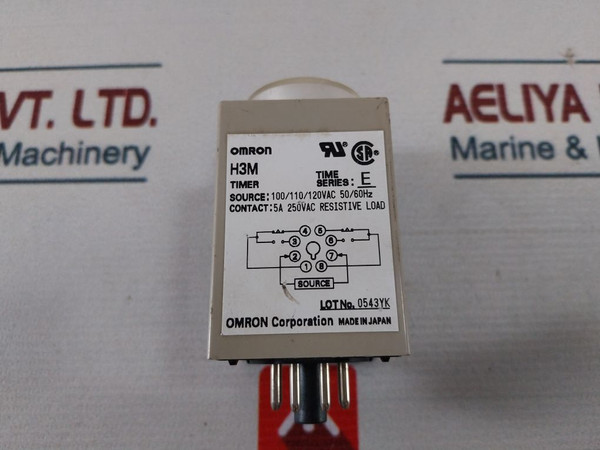 VT. LTD.
Machinery
AELIYA
Marine &
OMRON
H3M
TIMER
TIME
SERIES: E
SOURCE: 100/110/120VAC 50/60Hz
CONTACT: 5A 250VAC RESISTIVE LOAD
4 5
3 6
2 7
1 8
SOURCE
LOT No. 0543YK
OMRON Corporation MADE IN JAPAN